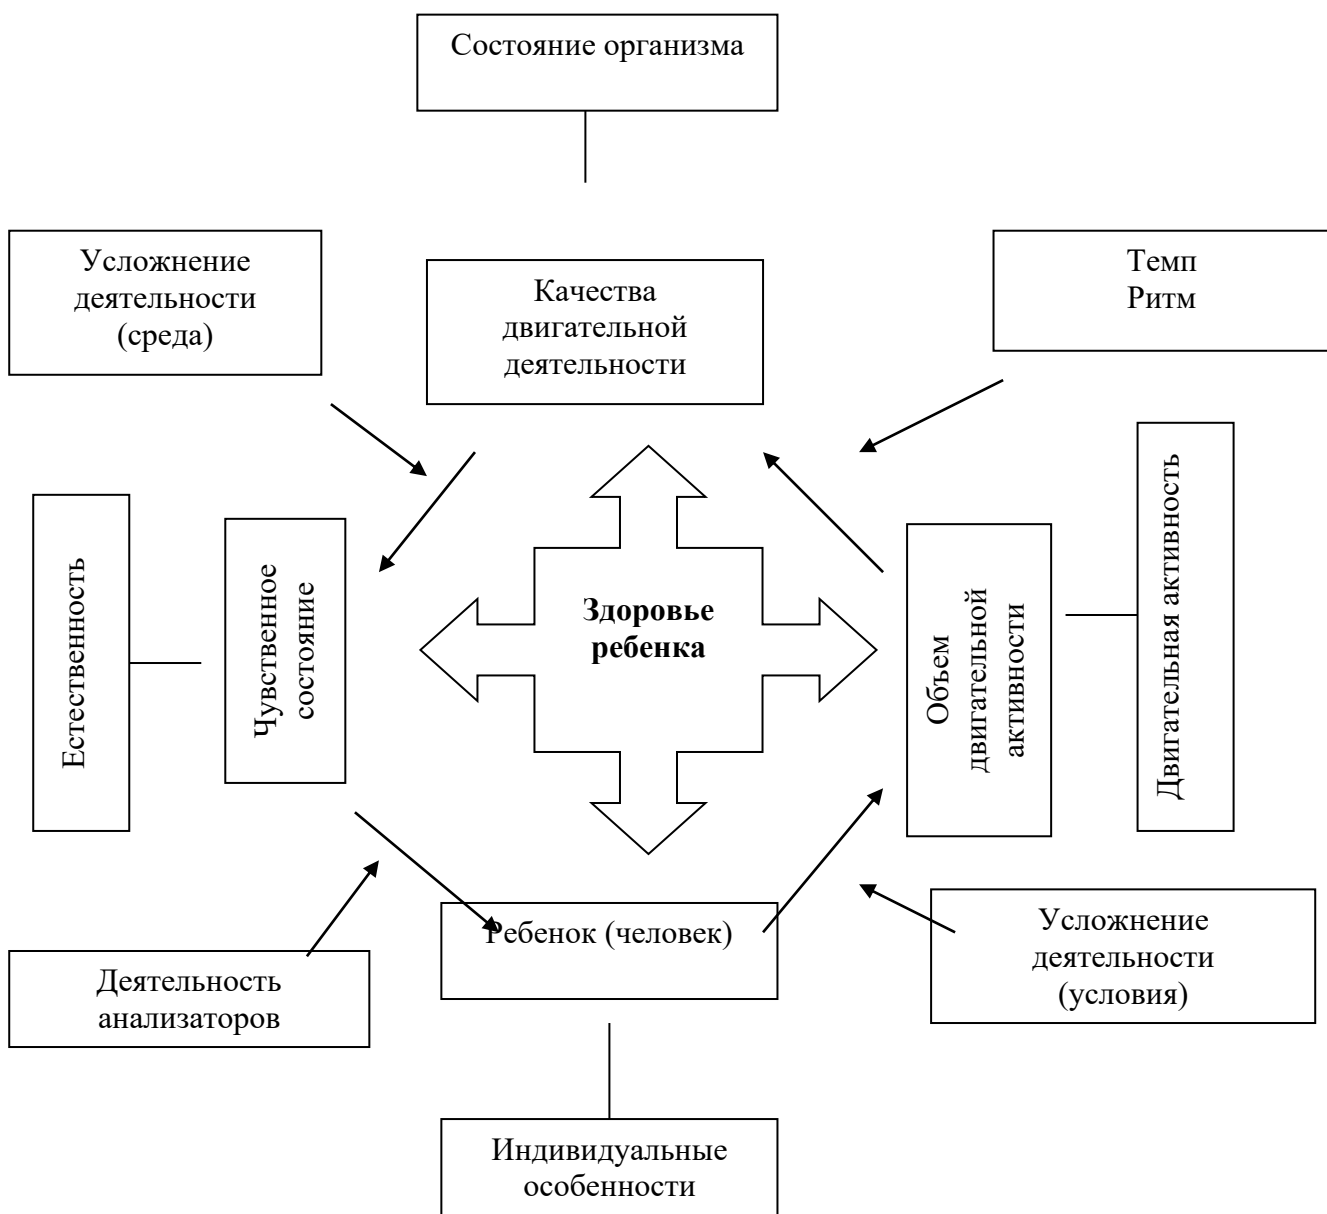 Состояние организма
Усложнение
деятельности
(среда)
Качества
двигательной
деятельности
Темп
Ритм
Естественность
Чувственное
состояние
Здоровье
ребенка
Объем
двигательной
активности
Двигательная активность
Деятельность
анализаторов
Ребенок (человек)
Усложнение
деятельности
(условия)
Индивидуальные
особенности